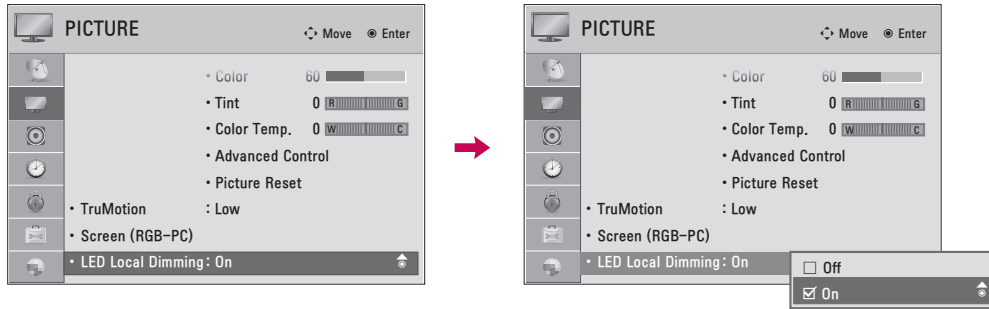 PICTURE Move Enter
• Color 60
• Tint 0 R G
• Color Temp. 0 W C
• Advanced Control
• Picture Reset
• TruMotion : Low
• Screen (RGB-PC)
• LED Local Dimming: On
PICTURE Move Enter
• Color 60
• Tint 0 R G
• Color Temp. 0 W C
• Advanced Control
• Picture Reset
• TruMotion : Low
• Screen (RGB-PC)
• LED Local Dimming: On
Off
On